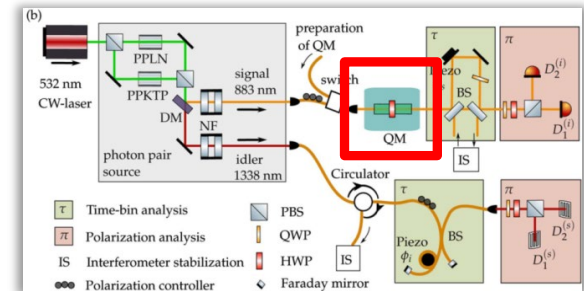 (b)
preparation
of QM
switch
532 nm
CW-laser
PPLN
PPKTP
DM
NF
NF
photon pair
source
signal
883 nm
idler
1338 nm
QM
τ
BS
IS
π
D₂⁽ⁱ⁾
D₁⁽ⁱ⁾
Circulator
IS
τ
Piezo
ϕᵢ
BS
π
D₂⁽ˢ⁾
D₁⁽ˢ⁾
τ Time-bin analysis
π Polarization analysis
IS Interferometer stabilization
Polarization controller
PBS
QWP
HWP
Faraday mirror